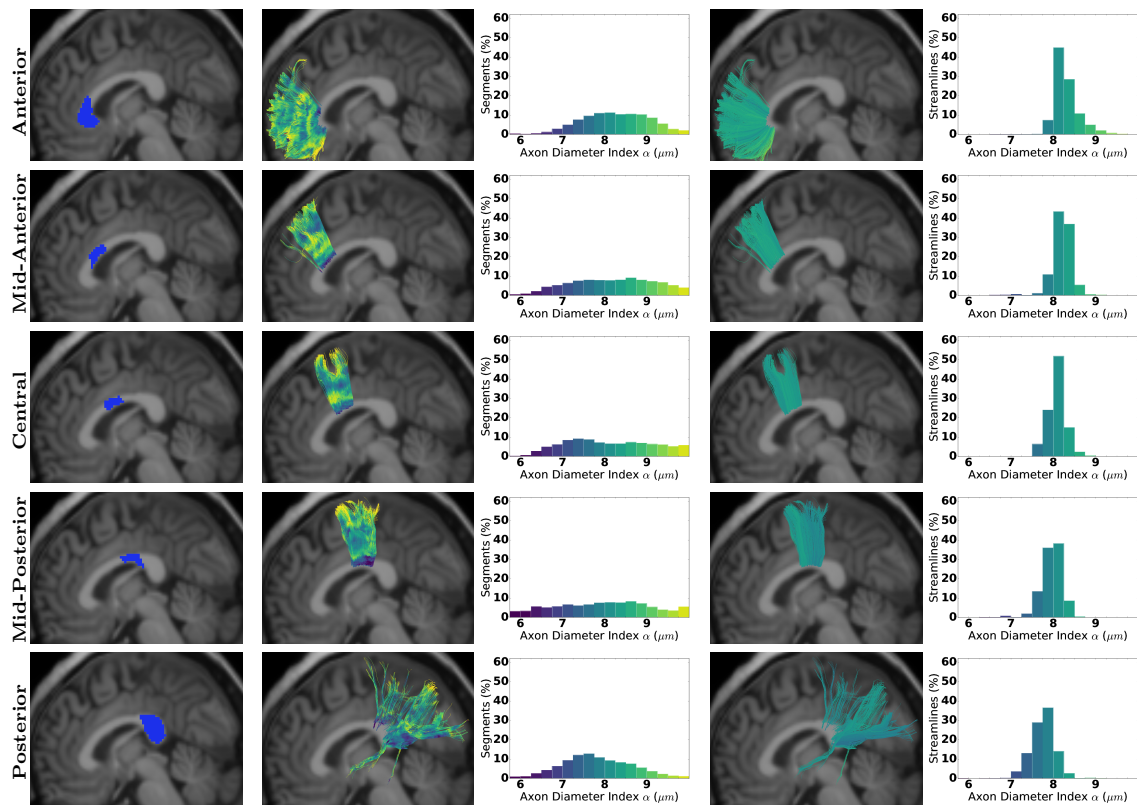 Anterior
Segments (%)
60
50
40
30
20
10
0
6 7 8 9
Axon Diameter Index α (μm)
Streamlines (%)
60
50
40
30
20
10
0
6 7 8 9
Axon Diameter Index α (μm)
Mid-Anterior
Segments (%)
60
50
40
30
20
10
0
6 7 8 9
Axon Diameter Index α (μm)
Streamlines (%)
60
50
40
30
20
10
0
6 7 8 9
Axon Diameter Index α (μm)
Central
Segments (%)
60
50
40
30
20
10
0
6 7 8 9
Axon Diameter Index α (μm)
Streamlines (%)
60
50
40
30
20
10
0
6 7 8 9
Axon Diameter Index α (μm)
Mid-Posterior
Segments (%)
60
50
40
30
20
10
0
6 7 8 9
Axon Diameter Index α (μm)
Streamlines (%)
60
50
40
30
20
10
0
6 7 8 9
Axon Diameter Index α (μm)
Posterior
Segments (%)
60
50
40
30
20
10
0
6 7 8 9
Axon Diameter Index α (μm)
Streamlines (%)
60
50
40
30
20
10
0
6 7 8 9
Axon Diameter Index α (μm)